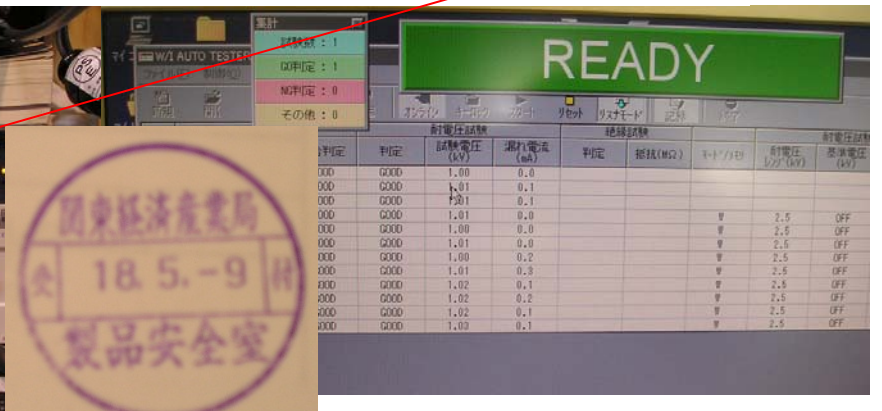 集計
試験数 : 1
GO判定 : 1
NG判定 : 0
その他 : 0
W/I AUTO TESTER
READY
オンライン
スタート
リセット
リスナモード
記録
耐電圧試験
絶縁試験
耐電圧試験
判定
判定
試験電圧(kV)
漏れ電流(mA)
判定
抵抗(MΩ)
耐電圧レンジ(kV)
基準電圧(kV)
GOOD 1.00 0.0
GOOD 1.01 0.1
GOOD 0.1
GOOD 1.01 0.0 W 2.5 OFF
GOOD 1.00 0.0 W 2.5 OFF
GOOD 1.01 0.0 W 2.5 OFF
GOOD 1.00 0.2 W 2.5 OFF
GOOD 1.01 0.3 W 2.5 OFF
GOOD 1.02 0.1 W 2.5 OFF
GOOD 1.02 0.2 W 2.5 OFF
GOOD 1.02 0.1 W 2.5 OFF
GOOD 1.03 0.1 W 2.5 OFF
関東経済産業局
受 18.5.-9 付
製品安全室